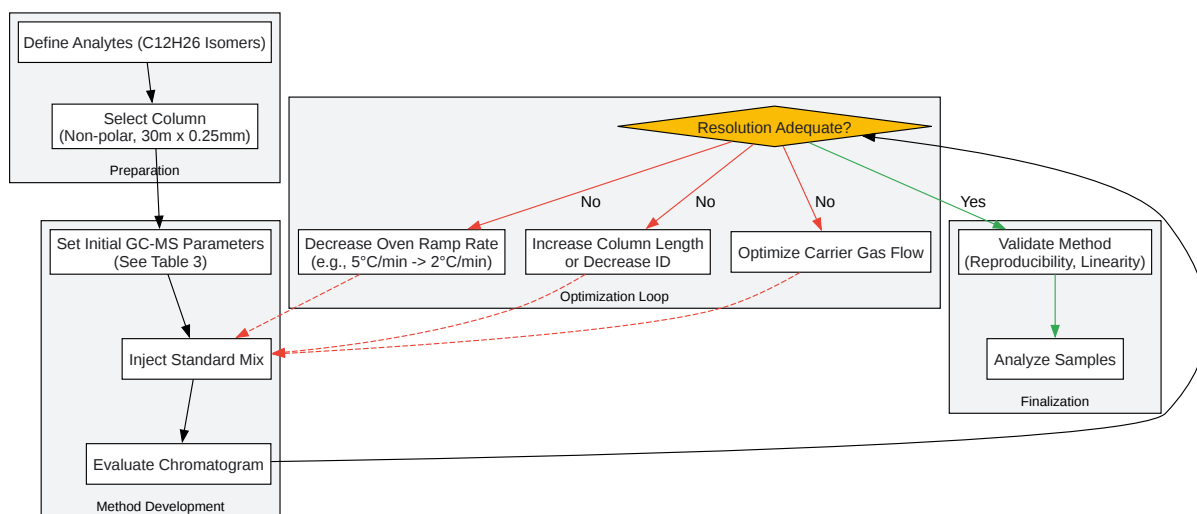 Define Analytes (C12H26 Isomers)
Select Column
(Non-polar, 30m x 0.25mm)
Preparation
Set Initial GC-MS Parameters
(See Table 3)
Inject Standard Mix
Evaluate Chromatogram
Method Development
Resolution Adequate?
No
No
No
Yes
Decrease Oven Ramp Rate
(e.g., 5°C/min -> 2°C/min)
Increase Column Length
or Decrease ID
Optimize Carrier Gas Flow
Optimization Loop
Validate Method
(Reproducibility, Linearity)
Analyze Samples
Finalization